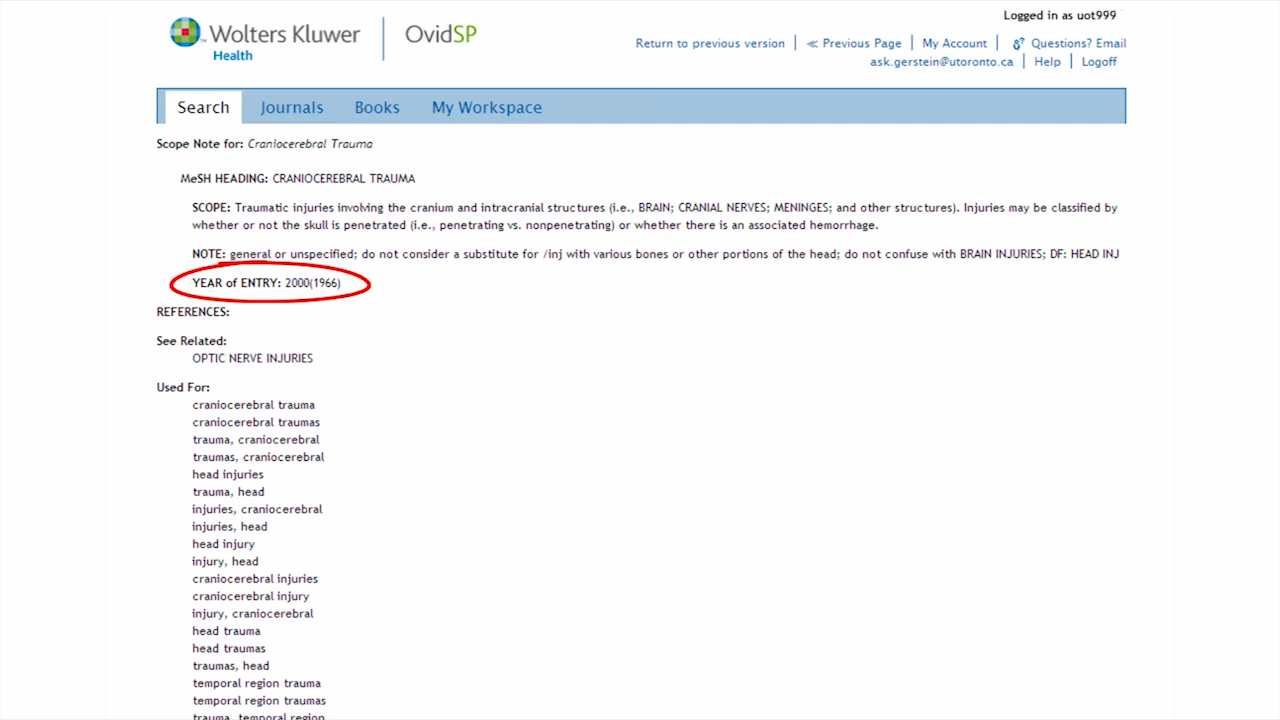 Logged in as uot999
Wolters Kluwer
Health
OvidSP
Return to previous version | ≪ Previous Page | My Account | Questions? Email
ask.gerstein@utoronto.ca | Help | Logoff
Search Journals Books My Workspace
Scope Note for: Craniocerebral Trauma
MeSH HEADING: CRANIOCEREBRAL TRAUMA
SCOPE: Traumatic injuries involving the cranium and intracranial structures (i.e., BRAIN; CRANIAL NERVES; MENINGES; and other structures). Injuries may be classified by
whether or not the skull is penetrated (i.e., penetrating vs. nonpenetrating) or whether there is an associated hemorrhage.
NOTE: general or unspecified; do not consider a substitute for /inj with various bones or other portions of the head; do not confuse with BRAIN INJURIES; DF: HEAD INJ
YEAR of ENTRY: 2000(1966)
REFERENCES:
See Related:
OPTIC NERVE INJURIES
Used For:
craniocerebral trauma
craniocerebral traumas
trauma, craniocerebral
traumas, craniocerebral
head injuries
trauma, head
injuries, craniocerebral
injuries, head
head injury
injury, head
craniocerebral injuries
craniocerebral injury
injury, craniocerebral
head trauma
head traumas
traumas, head
temporal region trauma
temporal region traumas
trauma, temporal region